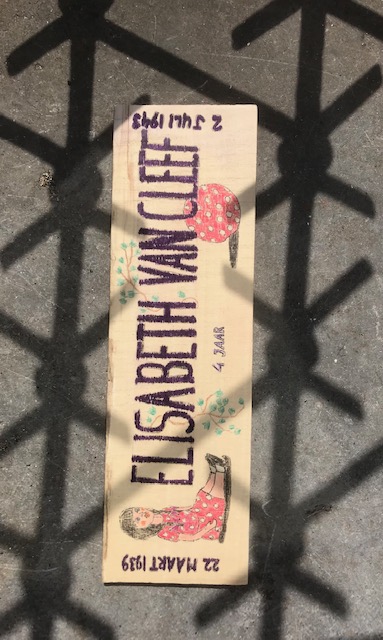 22 MAART 1939
ELISABETH VAN CLEEF
4 JAAR
2 JULI 1943